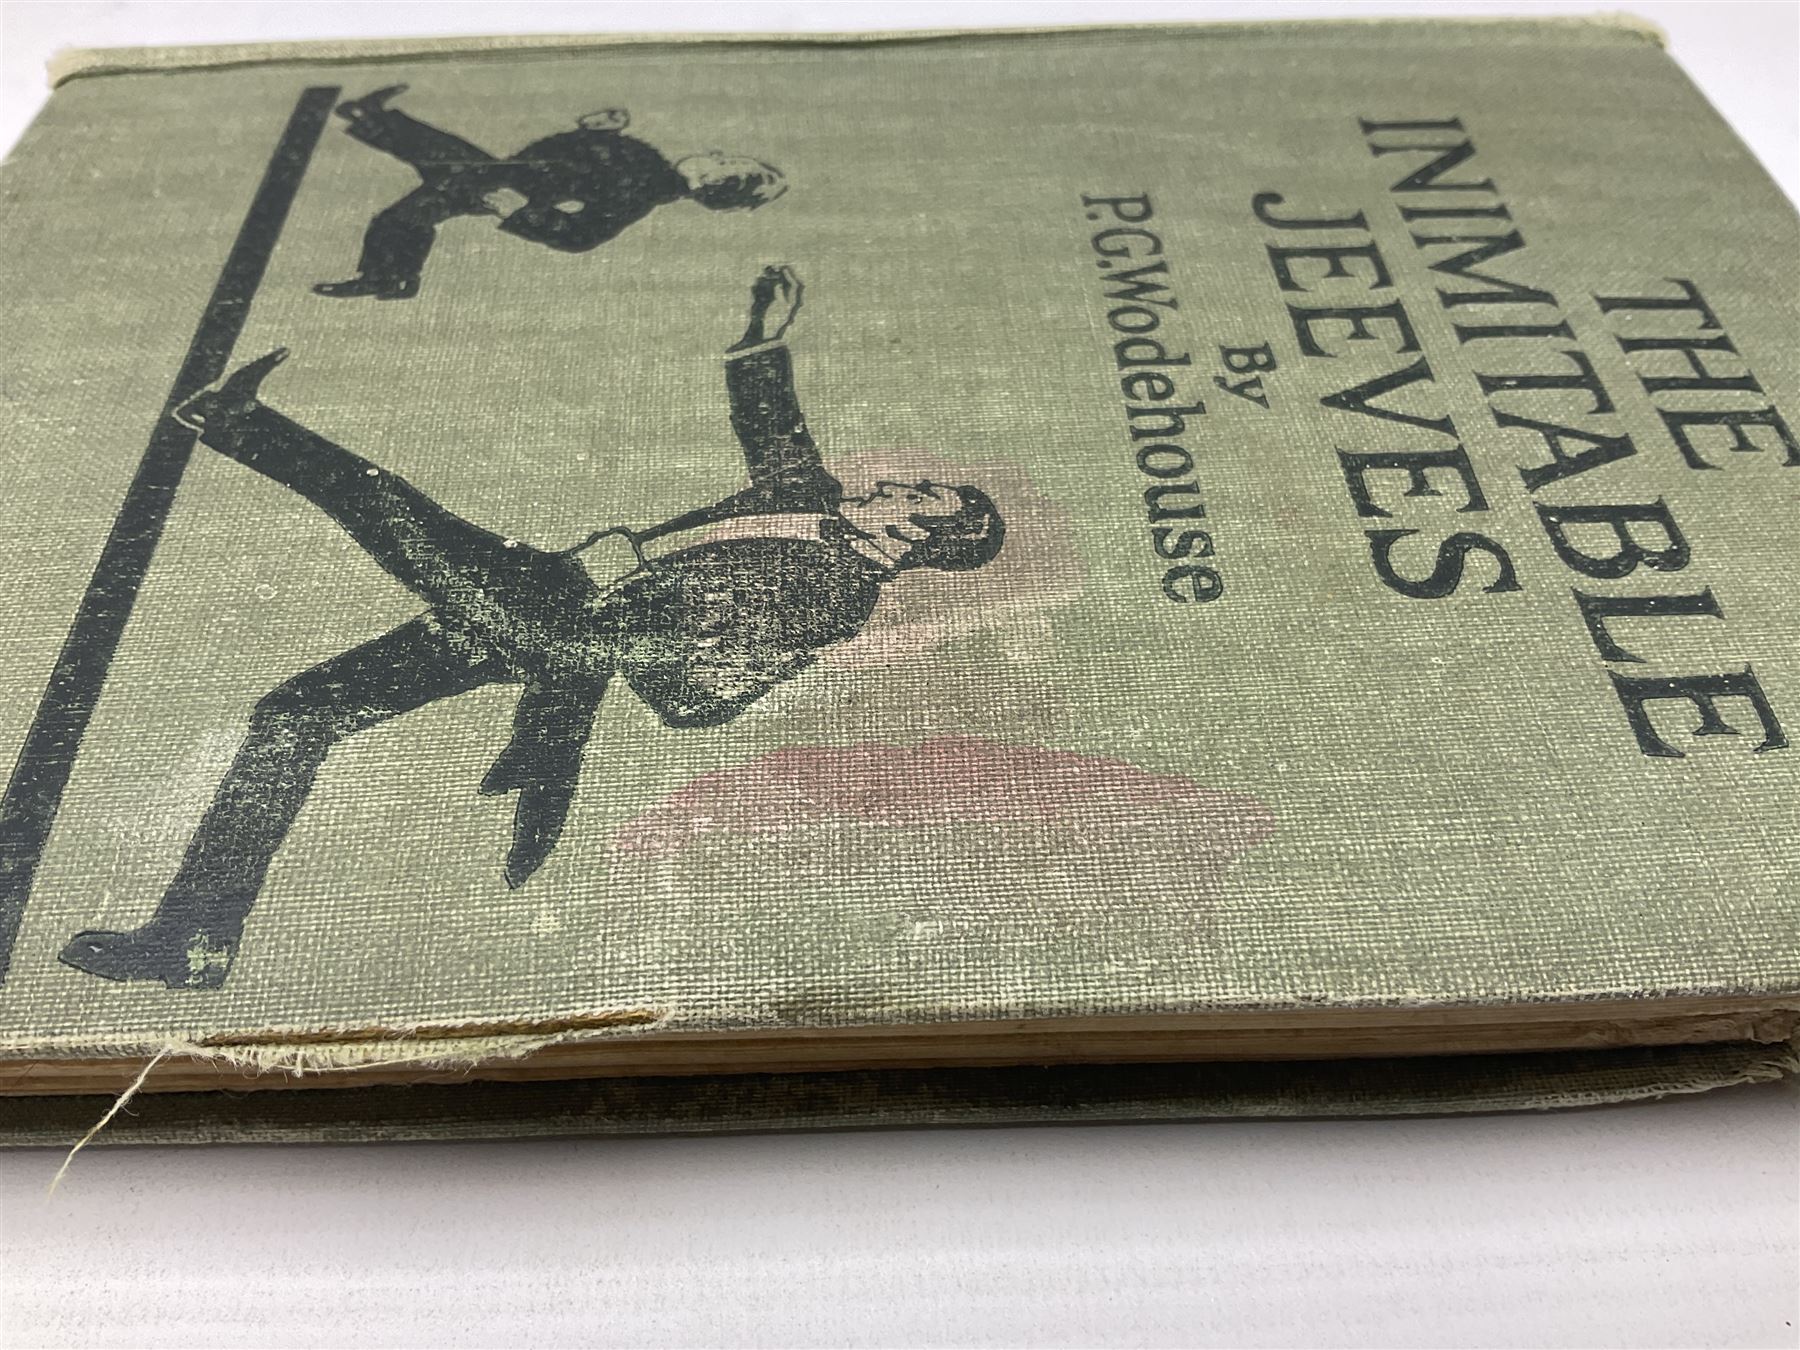 THE
INIMITABLE
JEEVES
By
P.G.Wodehouse